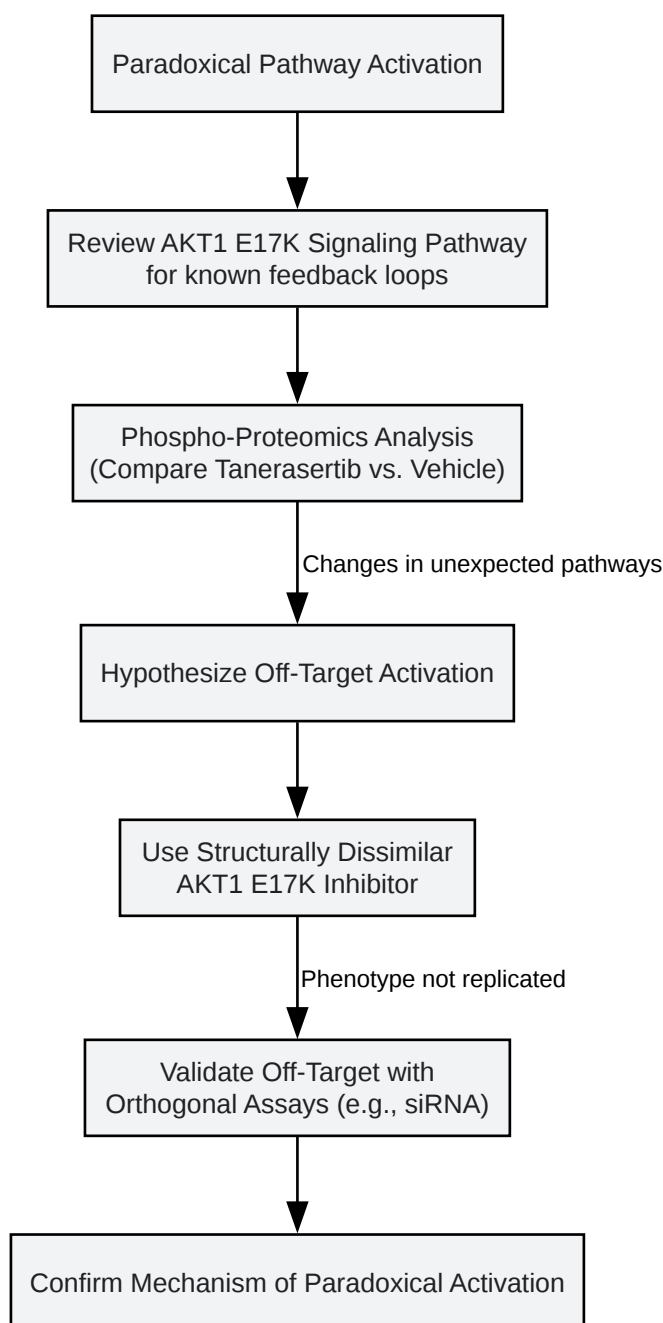 Paradoxical Pathway Activation
Review AKT1 E17K Signaling Pathway
for known feedback loops
Phospho-Proteomics Analysis
(Compare Tanerasertib vs. Vehicle)
Changes in unexpected pathways
Hypothesize Off-Target Activation
Use Structurally Dissimilar
AKT1 E17K Inhibitor
Phenotype not replicated
Validate Off-Target with
Orthogonal Assays (e.g., siRNA)
Confirm Mechanism of Paradoxical Activation